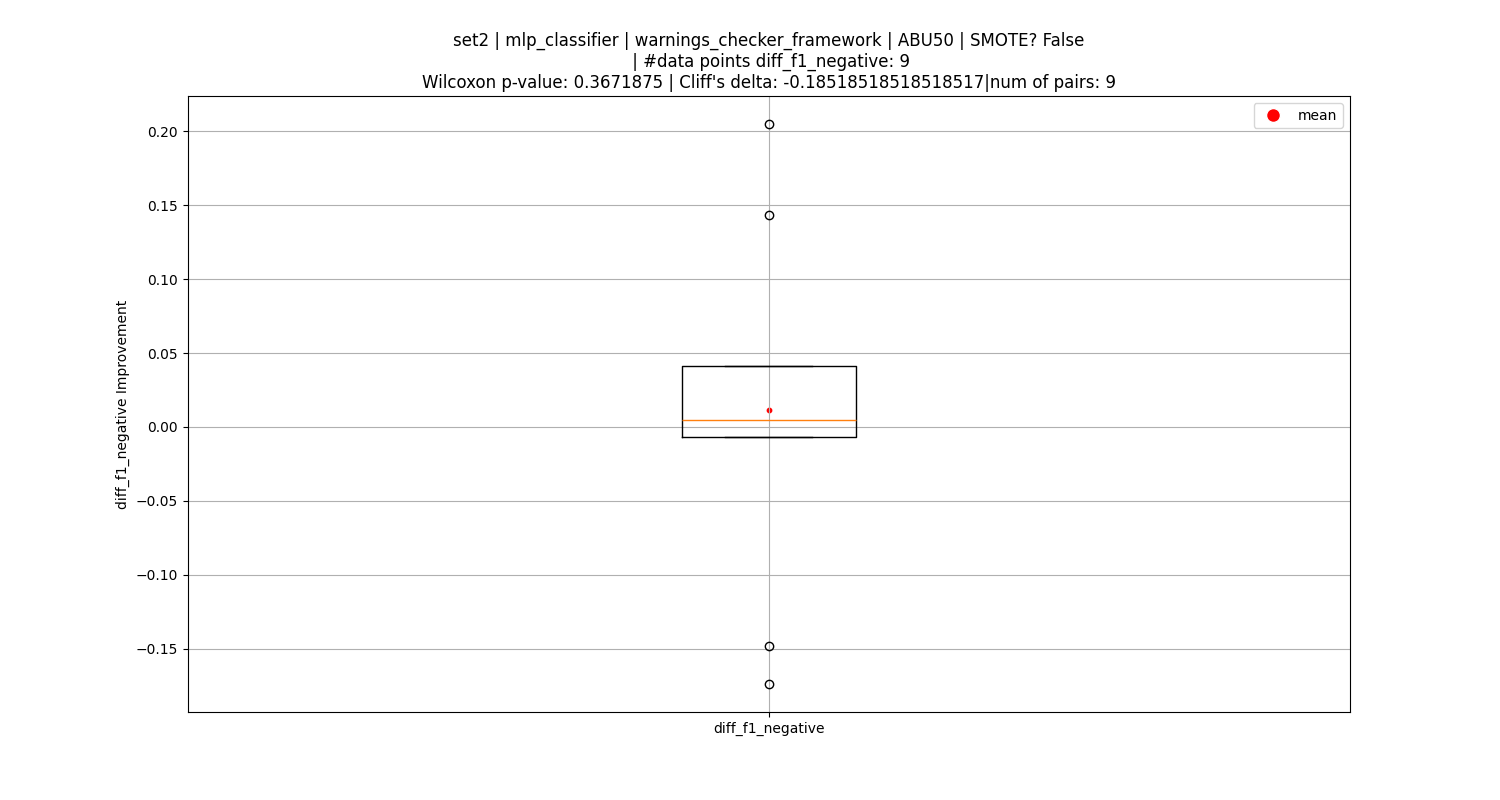 set2 | mlp_classifier | warnings_checker_framework | ABU50 | SMOTE? False
| #data points diff_f1_negative: 9
Wilcoxon p-value: 0.3671875 | Cliff's delta: -0.18518518518518517|num of pairs: 9
mean
0.20
0.15
0.10
0.05
0.00
−0.05
−0.10
−0.15
diff_f1_negative Improvement
diff_f1_negative